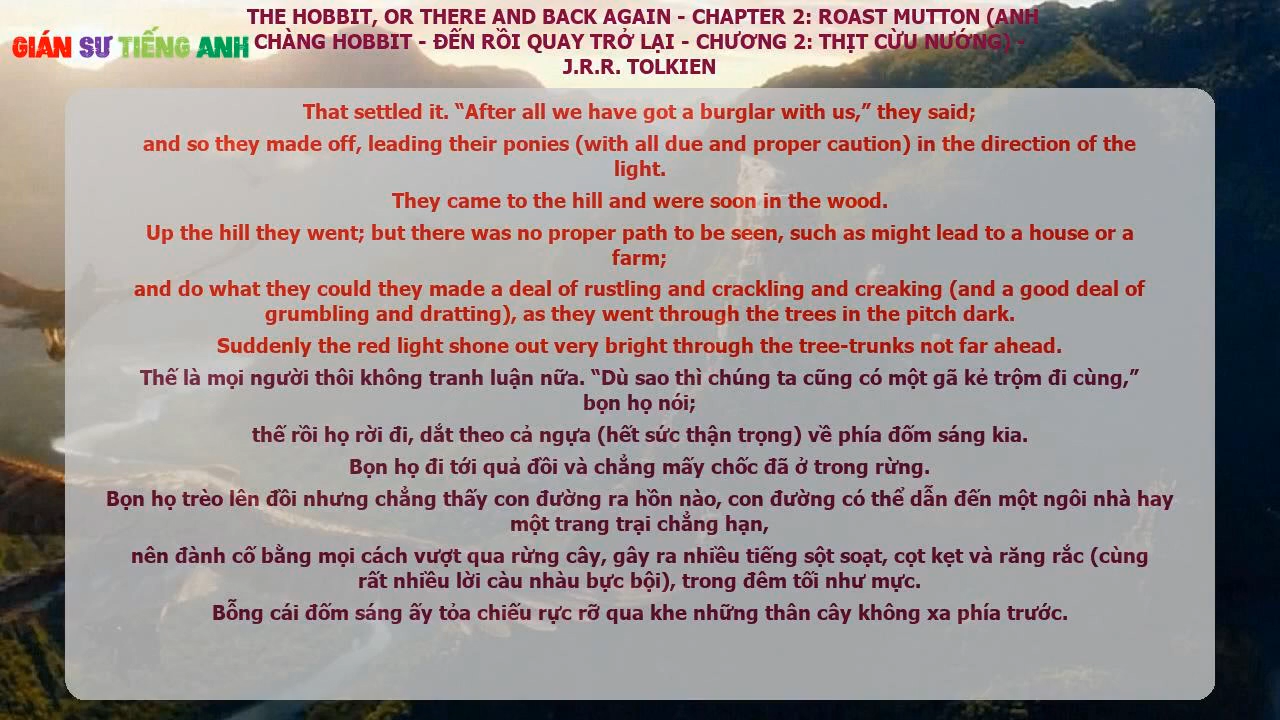 THE HOBBIT, OR THERE AND BACK AGAIN - CHAPTER 2: ROAST MUTTON (ANH
CHÀNG HOBBIT - ĐẾN RỒI QUAY TRỞ LẠI - CHƯƠNG 2: THỊT CỪU NƯỚNG) -
J.R.R. TOLKIEN
GIÁN SƯ TIẾNG ANH
That settled it. “After all we have got a burglar with us,” they said;
and so they made off, leading their ponies (with all due and proper caution) in the direction of the
light.
They came to the hill and were soon in the wood.
Up the hill they went; but there was no proper path to be seen, such as might lead to a house or a
farm;
and do what they could they made a deal of rustling and crackling and creaking (and a good deal of
grumbling and dratting), as they went through the trees in the pitch dark.
Suddenly the red light shone out very bright through the tree-trunks not far ahead.
Thế là mọi người thôi không tranh luận nữa. “Dù sao thì chúng ta cũng có một gã kẻ trộm đi cùng,”
bọn họ nói;
thế rồi họ rời đi, dắt theo cả ngựa (hết sức thận trọng) về phía đốm sáng kia.
Bọn họ đi tới quả đồi và chẳng mấy chốc đã ở trong rừng.
Bọn họ trèo lên đồi nhưng chẳng thấy con đường ra hồn nào, con đường có thể dẫn đến một ngôi nhà hay
một trang trại chẳng hạn,
nên đành cố bằng mọi cách vượt qua rừng cây, gây ra nhiều tiếng sột soạt, cọt kẹt và răng rắc (cùng
rất nhiều lời càu nhàu bực bội), trong đêm tối như mực.
Bỗng cái đốm sáng ấy tỏa chiếu rực rỡ qua khe những thân cây không xa phía trước.